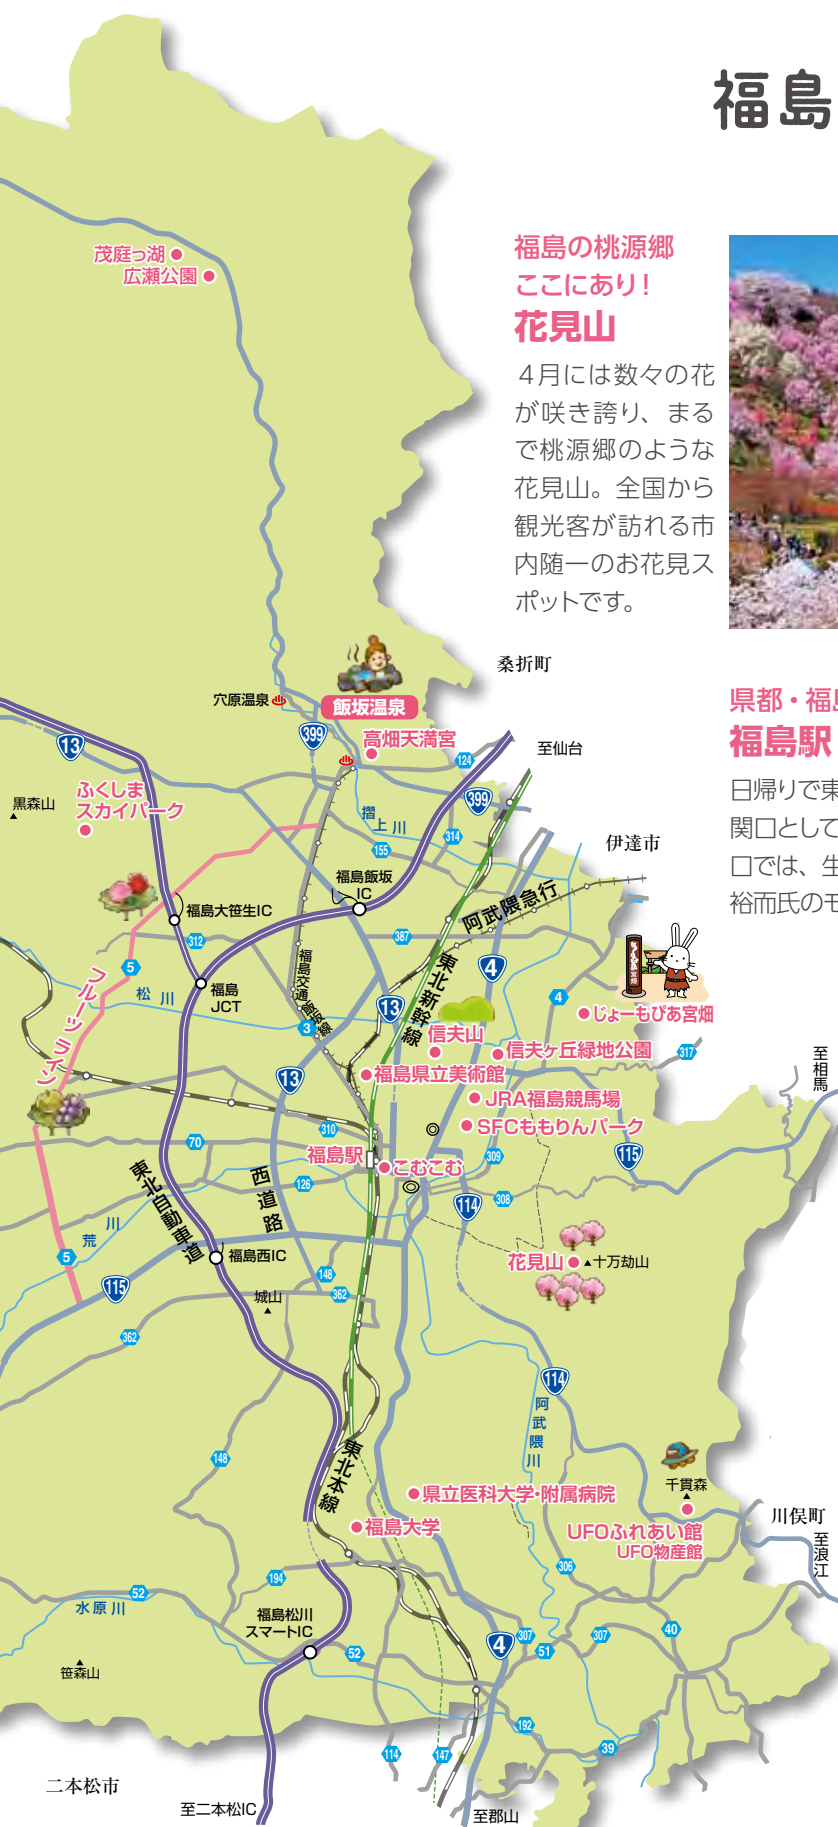 福島
福島の桃源郷
ここにあり!
花見山
4月には数々の花
が咲き誇り、まる
で桃源郷のような
花見山。全国から
観光客が訪れる市
内随一のお花見ス
ポットです。
県都・福島
福島駅
日帰りで東
関口として
口では、生
裕而氏のモ
茂庭っ湖
広瀬公園
桑折町
穴原温泉
飯坂温泉
399
高畑天満宮
至仙台
13
124
ふくしま
スカイパーク
黒森山
399
摺上川
314
155
伊達市
福島飯坂
IC
阿武隈急行
福島大笹生IC
312
387
東北新幹線
4
福島交通飯坂線
5
松川
福島
JCT
13
4
じょーもぴあ宮畑
フルーツライン
3
信夫山
信夫ヶ丘緑地公園
317
至相馬
13
福島県立美術館
JRA福島競馬場
SFCももりんパーク
310
70
福島駅
こむこむ
309
115
東北自動車道
西道路
126
114
308
荒川
5
福島西IC
花見山
十万劫山
115
148
城山
362
362
114
阿武隈川
148
東北本線
千貫森
県立医科大学・附属病院
川俣町
福島大学
UFOふれあい館
UFO物産館
至浪江
306
194
52
水原川
福島松川
スマートIC
52
4
307
51
307
40
笹森山
192
39
114
147
二本松市
至二本松IC
至郡山